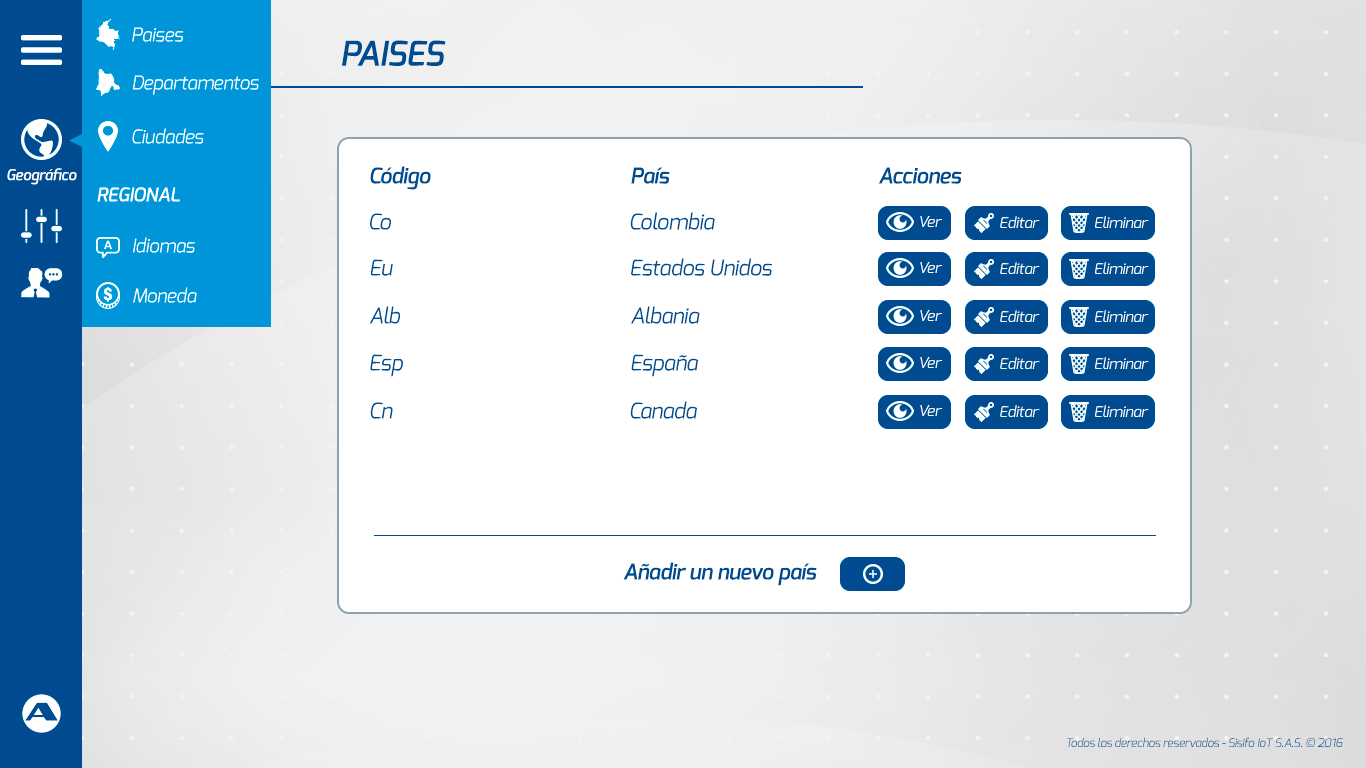 Paises
Departamentos
Ciudades
REGIONAL
A Idiomas
$ Moneda
Geográfico
PAISES
Código País Acciones
Co Colombia Ver Editar Eliminar
Eu Estados Unidos Ver Editar Eliminar
Alb Albania Ver Editar Eliminar
Esp España Ver Editar Eliminar
Cn Canada Ver Editar Eliminar
Añadir un nuevo país
A
Todos los derechos reservados - Sisifo IoT S.A.S. © 2016